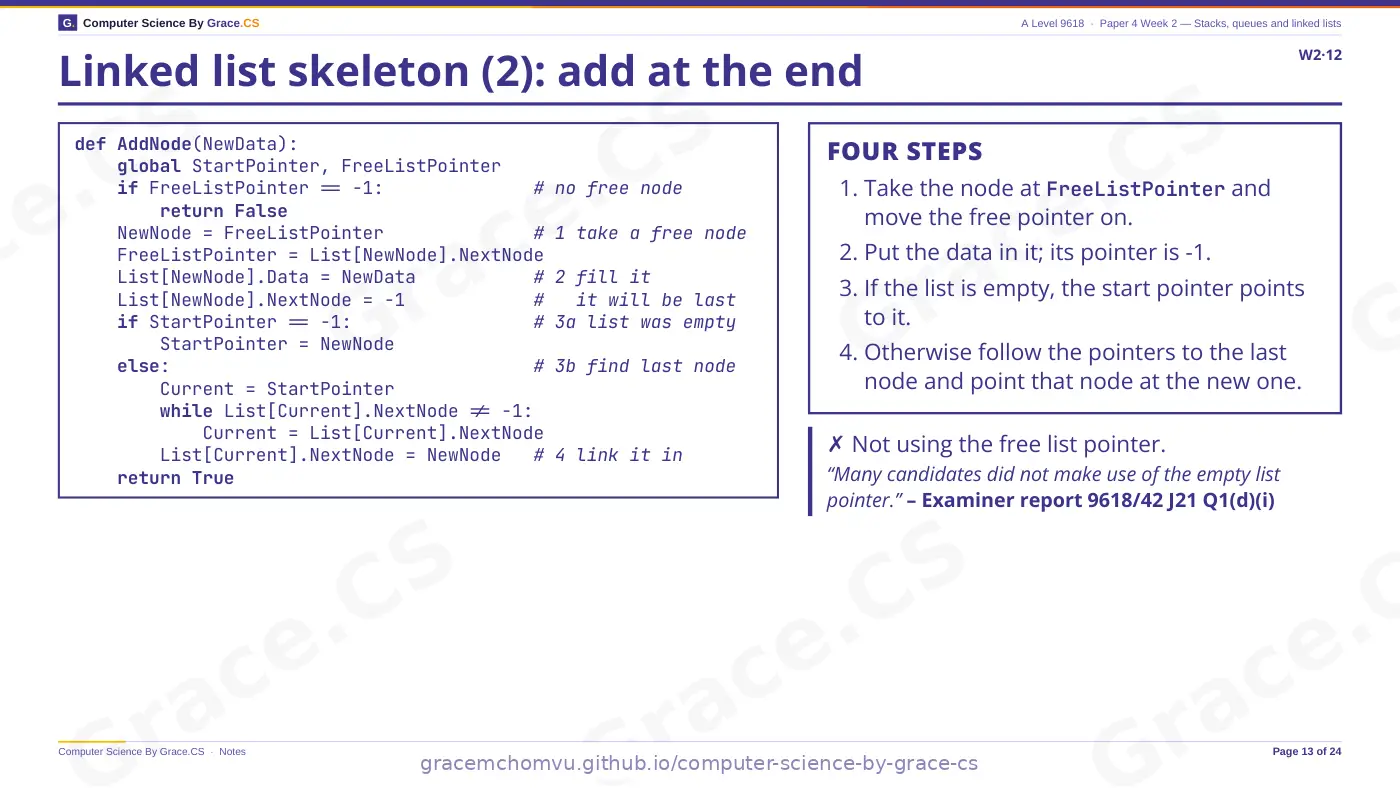 G. Computer Science By Grace.CS
A Level 9618 · Paper 4 Week 2 — Stacks, queues and linked lists
Linked list skeleton (2): add at the end
W2·12
def AddNode(NewData):
    global StartPointer, FreeListPointer
    if FreeListPointer == -1:              # no free node
        return False
    NewNode = FreeListPointer              # 1 take a free node
    FreeListPointer = List[NewNode].NextNode
    List[NewNode].Data = NewData           # 2 fill it
    List[NewNode].NextNode = -1            #   it will be last
    if StartPointer == -1:                 # 3a list was empty
        StartPointer = NewNode
    else:                                  # 3b find last node
        Current = StartPointer
        while List[Current].NextNode != -1:
            Current = List[Current].NextNode
        List[Current].NextNode = NewNode   # 4 link it in
    return True
FOUR STEPS
1. Take the node at FreeListPointer and
move the free pointer on.
2. Put the data in it; its pointer is -1.
3. If the list is empty, the start pointer points
to it.
4. Otherwise follow the pointers to the last
node and point that node at the new one.
✗ Not using the free list pointer.
“Many candidates did not make use of the empty list
pointer.” – Examiner report 9618/42 J21 Q1(d)(i)
Computer Science By Grace.CS · Notes
gracemchomvu.github.io/computer-science-by-grace-cs
Page 13 of 24
Grace.CS